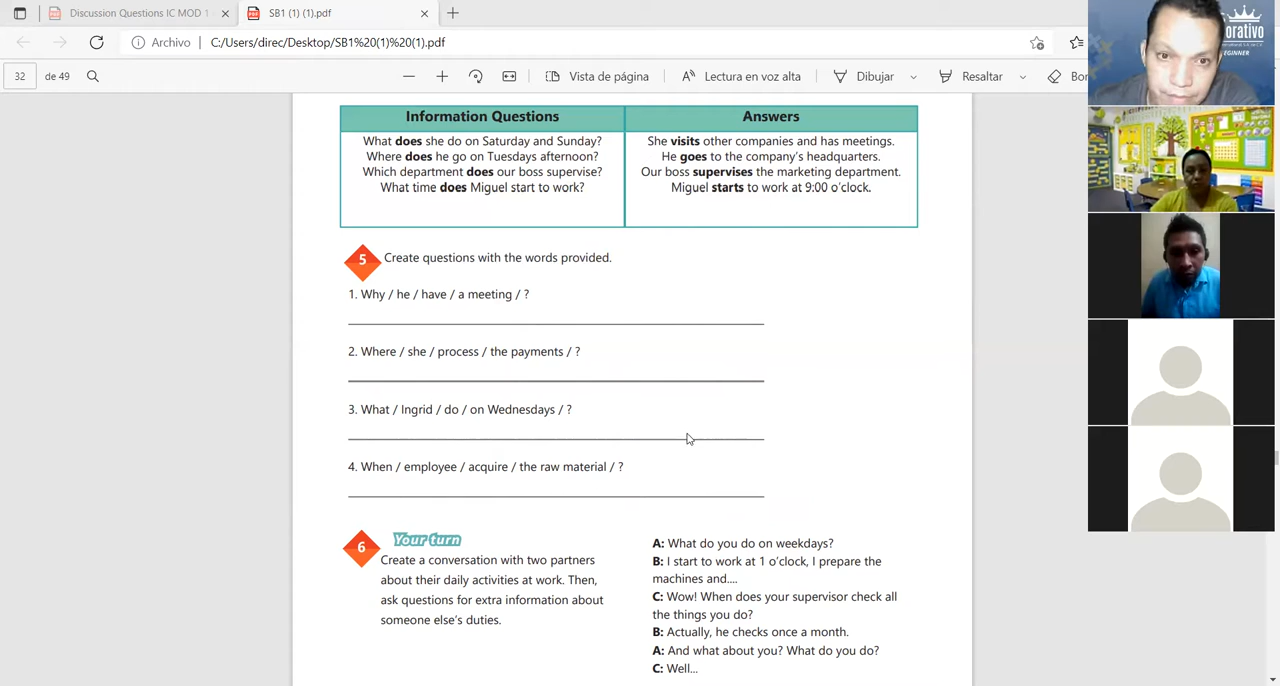 Discussion Questions IC MOD 1
SB1 (1) (1).pdf
Archivo
C:/Users/direc/Desktop/SB1%20(1)%20(1).pdf
32
de 49
Vista de página
Lectura en voz alta
Dibujar
Resaltar
Bor
orativo
EGINNER
Information Questions
Answers
What does she do on Saturday and Sunday?
Where does he go on Tuesdays afternoon?
Which department does our boss supervise?
What time does Miguel start to work?
She visits other companies and has meetings.
He goes to the company's headquarters.
Our boss supervises the marketing department.
Miguel starts to work at 9:00 o'clock.
5
Create questions with the words provided.
1. Why / he / have / a meeting / ?
2. Where / she / process / the payments / ?
3. What / Ingrid / do / on Wednesdays / ?
4. When / employee / acquire / the raw material / ?
6
Your turn
Create a conversation with two partners
about their daily activities at work. Then,
ask questions for extra information about
someone else's duties.
A: What do you do on weekdays?
B: I start to work at 1 o'clock, I prepare the
machines and....
C: Wow! When does your supervisor check all
the things you do?
B: Actually, he checks once a month.
A: And what about you? What do you do?
C: Well...